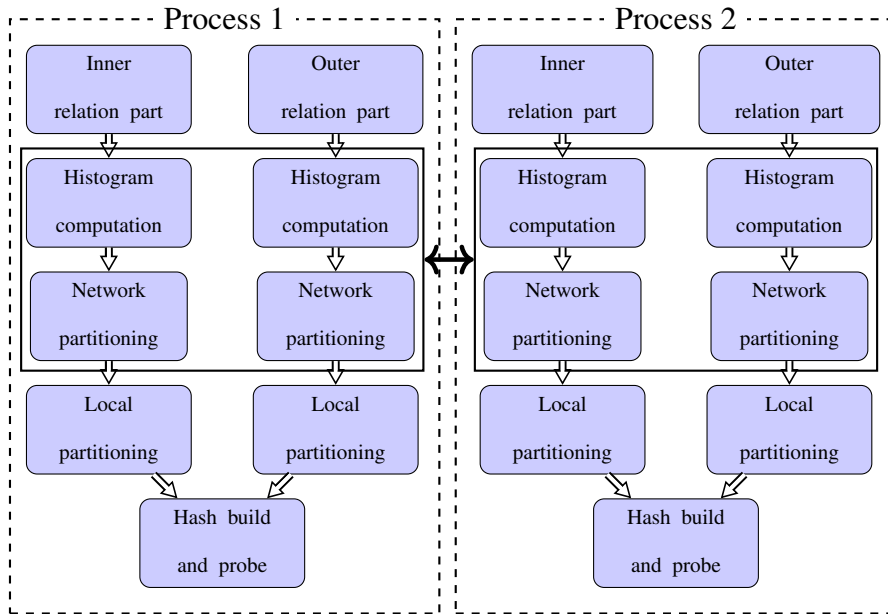 Process 1
Process 2
Inner
relation part
Outer
relation part
Inner
relation part
Outer
relation part
Histogram
computation
Histogram
computation
Histogram
computation
Histogram
computation
Network
partitioning
Network
partitioning
Network
partitioning
Network
partitioning
Local
partitioning
Local
partitioning
Local
partitioning
Local
partitioning
Hash build
and probe
Hash build
and probe